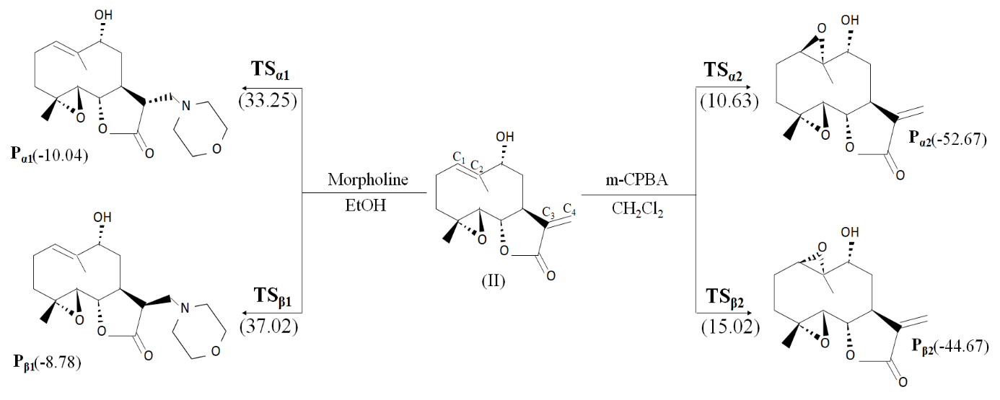 OH
O
O
O
N
O
TSα1
(33.25)
Pα1(-10.04)
OH
O
O
O
N
O
TSβ1
(37.02)
Pβ1(-8.78)
Morpholine
EtOH
OH
C1
C2
C3
C4
O
O
O
(II)
m-CPBA
CH2Cl2
TSα2
(10.63)
O
OH
O
O
O
Pα2(-52.67)
TSβ2
(15.02)
O
OH
O
O
O
Pβ2(-44.67)